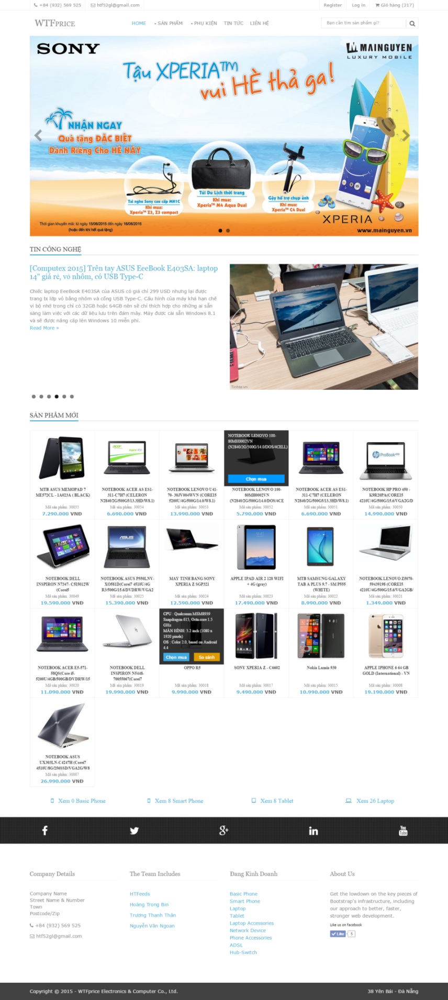 +84 (932) 569 525
htf52gl@gmail.com
Register
Log in
Giỏ hàng (217)
WTFPRICE
HOME
SẢN PHẨM
PHỤ KIỆN
TIN TỨC
LIÊN HỆ
Bạn cần tìm sản phẩm gì?
SONY
MAINGUYEN
LUXURY MOBILE
Tậu XPERIA™
vui HÈ thả ga!
NHẬN NGAY
Quà tặng ĐẶC BIỆT
Dành Riêng Cho HÈ NÀY
Tai nghe Sony cao cấp MH1C
Khi mua:
Xperia™ Z3, Z3 compact
Túi Du Lịch thời trang
Khi mua:
Xperia™ M4 Aqua Dual
Gậy hỗ trợ chụp ảnh
Khi mua:
Xperia™ C4 Dual
Thời gian khuyến mãi: từ ngày 15/06/2015 đến ngày 16/08/2015
(hoặc đến khi hết quà tặng)
XPERIA
www.mainguyen.vn
TIN CÔNG NGHỆ
[Computex 2015] Trên tay ASUS EeeBook E403SA: laptop
14" giá rẻ, vỏ nhôm, có USB Type-C
Chiếc laptop EeeBook E403SA của ASUS có giá chỉ 299 USD nhưng lại được
trang bị lớp vỏ bằng nhôm và cổng USB Type-C. Cấu hình của máy khá hạn chế
vì bộ nhớ trong chỉ có 32GB hoặc 64GB nên sẽ chỉ thích hợp cho những ai sẵn
sàng làm việc với các dữ liệu lưu trên đám mây. Máy được cài sẵn Windows 8.1
và sẽ được nâng cấp lên Windows 10 miễn phí.
Read More »
Tinhte.vn
SẢN PHẨM MỚI
MTB ASUS MEMOPAD 7
ME572CL - 1A023A ( BLACK)
Mã sản phẩm: 30055
7.290.000 VNĐ
acer
NOTEBOOK ACER AS ES1-
311-C7H7 (CELERON
N2840/2G/500G5/13.3HD/W8.1)
Mã sản phẩm: 30054
6.690.000 VNĐ
NOTEBOOK LENOVO U41-
70- 30JV004WVN (COREI5
5200U/4G/500G/14.0/W8.1)
Mã sản phẩm: 30053
13.990.000 VNĐ
NOTEBOOK LENOVO 100-
80MH0002VN
(N2840/2G/500G/14.0/DOS/4CELL)
Chọn mua
NOTEBOOK LENOVO 100-
80MH0002VN
(N2840/2G/500G/14.0/DOS/4CE
Mã sản phẩm: 30052
5.790.000 VNĐ
NOTEBOOK ACER AS ES1-
311-C7H7 (CELERON
N2840/2G/500G5/13.3HD/W8.1)
Mã sản phẩm: 30051
6.690.000 VNĐ
ProBook 450
NOTEBOOK HP PRO 450 -
K9R20PA(COREI5
4210U/4G/500G/15.6/VGA2G/D
Mã sản phẩm: 30050
14.990.000 VNĐ
NOTEBOOK DELL
INSPIRON N7347- C5I5012W
(Corei5
Mã sản phẩm: 30049
19.590.000 VNĐ
ASUS
NOTEBOOK ASUS P550LNV-
XO581D(Corei7 4510U/4G
R3/500G/15.6/DVDRW/VGA2
Mã sản phẩm: 30025
15.390.000 VNĐ
MAY TINH BANG SONY
XPERIA Z SGP321
Mã sản phẩm: 30024
12.590.000 VNĐ
APPLE IPAD AIR 2 128 WIFI
+ 4G (gray)
Mã sản phẩm: 30023
17.490.000 VNĐ
MTB SAMSUNG GALAXY
TAB A PLUS 9.7 - SM P555
(WHITE)
Mã sản phẩm: 30022
8.990.000 VNĐ
NOTEBOOK LENOVO Z5070-
59439198 (COREI5
4210U/4G/500G/15.6/VGA2GB/
Mã sản phẩm: 30021
1.349.000 VNĐ
NOTEBOOK ACER E5-571-
58QS(Core i5-
5200U/4GB/500GB/DVDRW/15
Mã sản phẩm: 30020
11.090.000 VNĐ
NOTEBOOK DELL
INSPIRON N5448-
70055067(Corei7
Mã sản phẩm: 30019
19.990.000 VNĐ
CPU : Qualcomm MSM8939
Snapdragon 615, Octa-core 1.5
GHz
MÀN HÌNH: 5.2 inch (1080 x
1920 pixels)
OS : Color 2.0, based on Android
4.4
Chọn mua
So sánh
OPPO R5
Mã sản phẩm: 30018
9.990.000 VNĐ
SONY XPERIA Z - C6602
Mã sản phẩm: 30017
9.490.000 VNĐ
Nokia Lumia 930
Mã sản phẩm: 30015
10.990.000 VNĐ
APPLE IPHONE 6 64 GB
GOLD (International) - VN
Mã sản phẩm: 30008
19.190.000 VNĐ
NOTEBOOK ASUS
UX303LN-C4247H (Corei7
4510U/8G/256SSD/VGA2G/W8
Mã sản phẩm: 30007
26.990.000 VNĐ
Xem 0 Basic Phone
Xem 8 Smart Phone
Xem 8 Tablet
Xem 26 Laptop
You Tube
Company Details
Company Name
Street Name & Number
Town
Postcode/Zip
+84 (932) 569 525
htf52gl@gmail.com
The Team Includes
HTFeeds
Hoàng Trọng Bin
Trương Thanh Thân
Nguyễn Văn Ngoan
Đang Kinh Doanh
Basic Phone
Smart Phone
Laptop
Tablet
Laptop Accessories
Network Device
Phone Accessories
ADSL
Hub-Switch
About Us
Get the lowdown on the key pieces of
Bootstrap's infrastructure, including
our approach to better, faster,
stronger web development.
Like us on facebook
Like
5
Copyright © 2015 - WTFprice Electronics & Computer Co., Ltd.
38 Yên Bái - Đà Nẵng